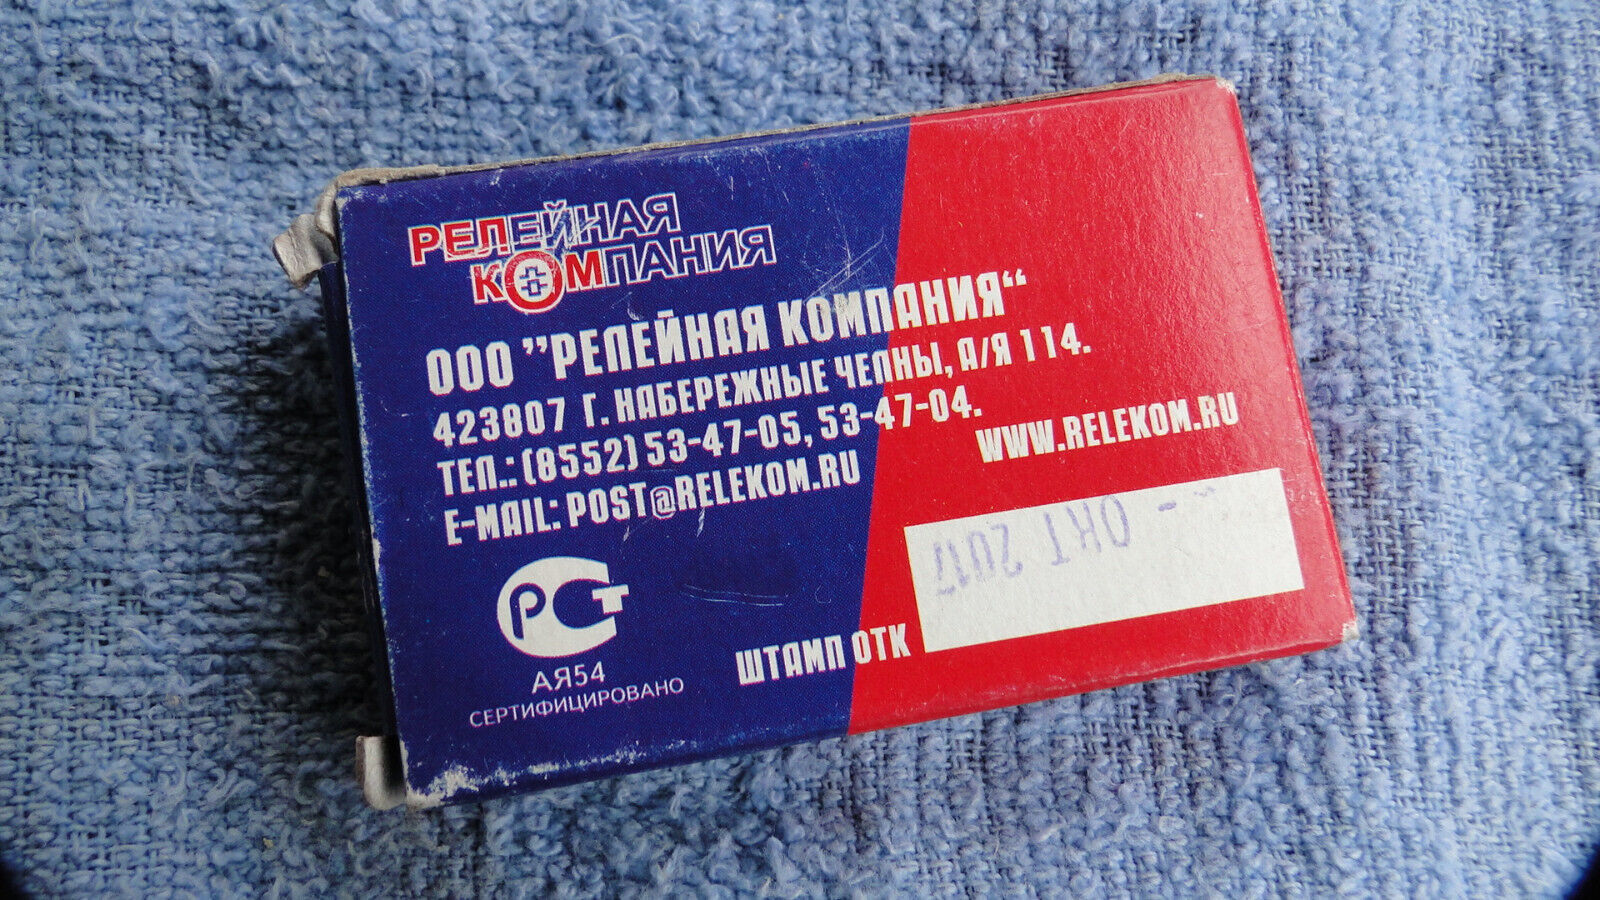 РЕЛЕЙНАЯ
КОМПАНИЯ
ООО "РЕЛЕЙНАЯ КОМПАНИЯ"
423807 Г. НАБЕРЕЖНЫЕ ЧЕЛНЫ, А/Я 114.
ТЕЛ.: (8552) 53-47-05, 53-47-04.
E-MAIL: POST@RELEKOM.RU
WWW.RELEKOM.RU
РСТ
АЯ54
СЕРТИФИЦИРОВАНО
ШТАМП ОТК
ОКТ 2017